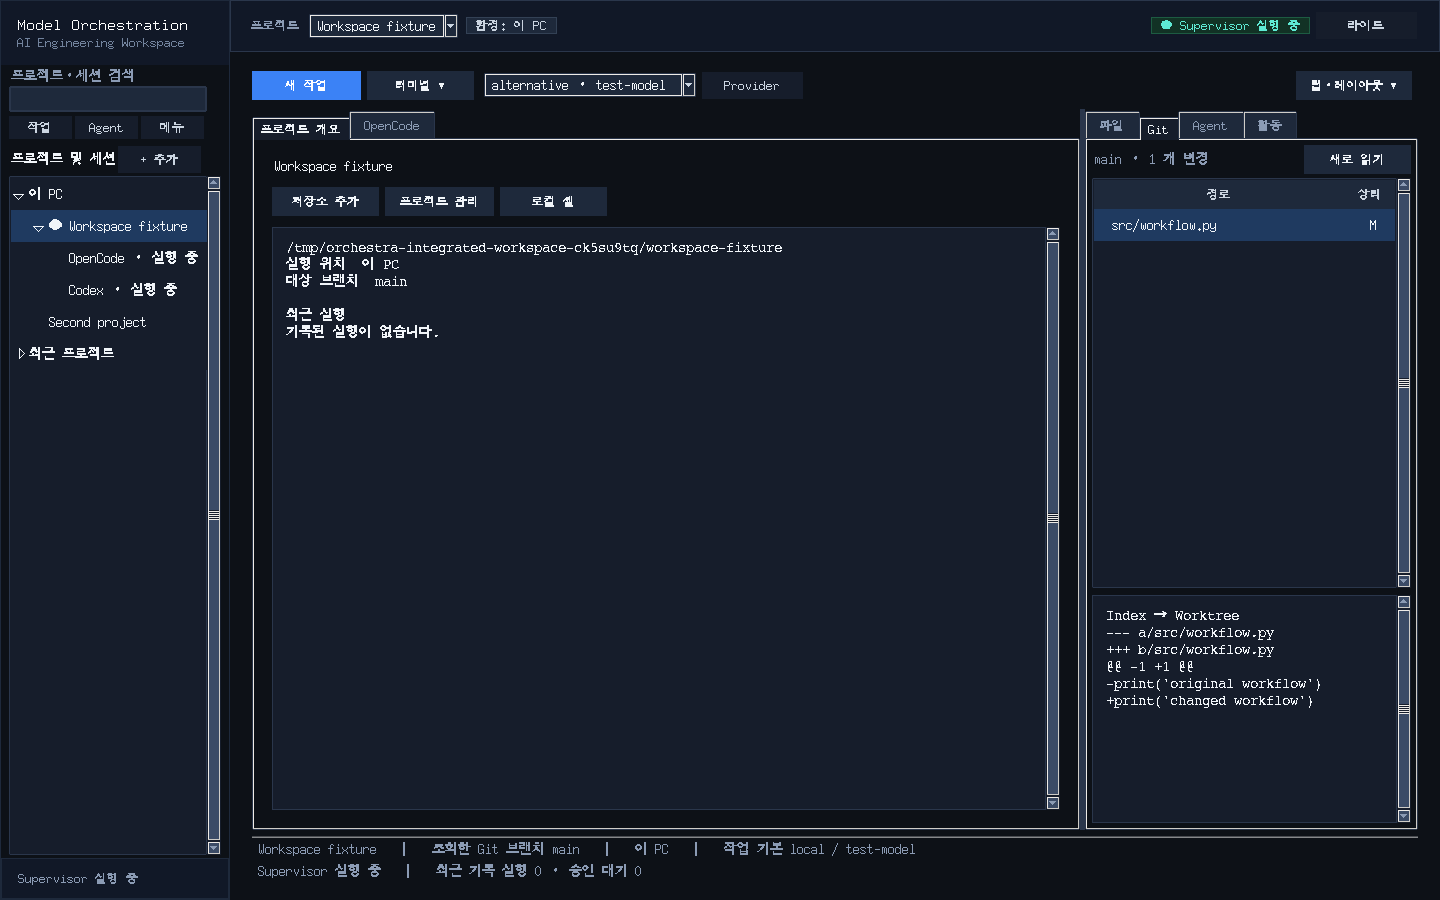 Model Orchestration
AI Engineering Workspace
프로젝트·세션 검색
작업 Agent 메뉴
프로젝트 및 세션 + 추가
이 PC
Workspace fixture
OpenCode · 실행 중
Codex · 실행 중
Second project
최근 프로젝트
Supervisor 실행 중
프로젝트 Workspace fixture 환경: 이 PC
Supervisor 실행 중 라이트
새 작업 터미널 ▾ alternative · test-model Provider 탭·레이아웃 ▾
프로젝트 개요 OpenCode
Workspace fixture
저장소 추가 프로젝트 관리 로컬 셸
/tmp/orchestra-integrated-workspace-ck5su9tq/workspace-fixture
실행 위치 이 PC
대상 브랜치 main
최근 실행
기록된 실행이 없습니다.
파일 Git Agent 활동
main · 1 개 변경 새로 읽기
경로 상태
src/workflow.py M
Index → Worktree
--- a/src/workflow.py
+++ b/src/workflow.py
@@ -1 +1 @@
-print('original workflow')
+print('changed workflow')
Workspace fixture | 조회한 Git 브랜치 main | 이 PC | 작업 기본 local / test-model
Supervisor 실행 중 | 최근 기록 실행 0 · 승인 대기 0